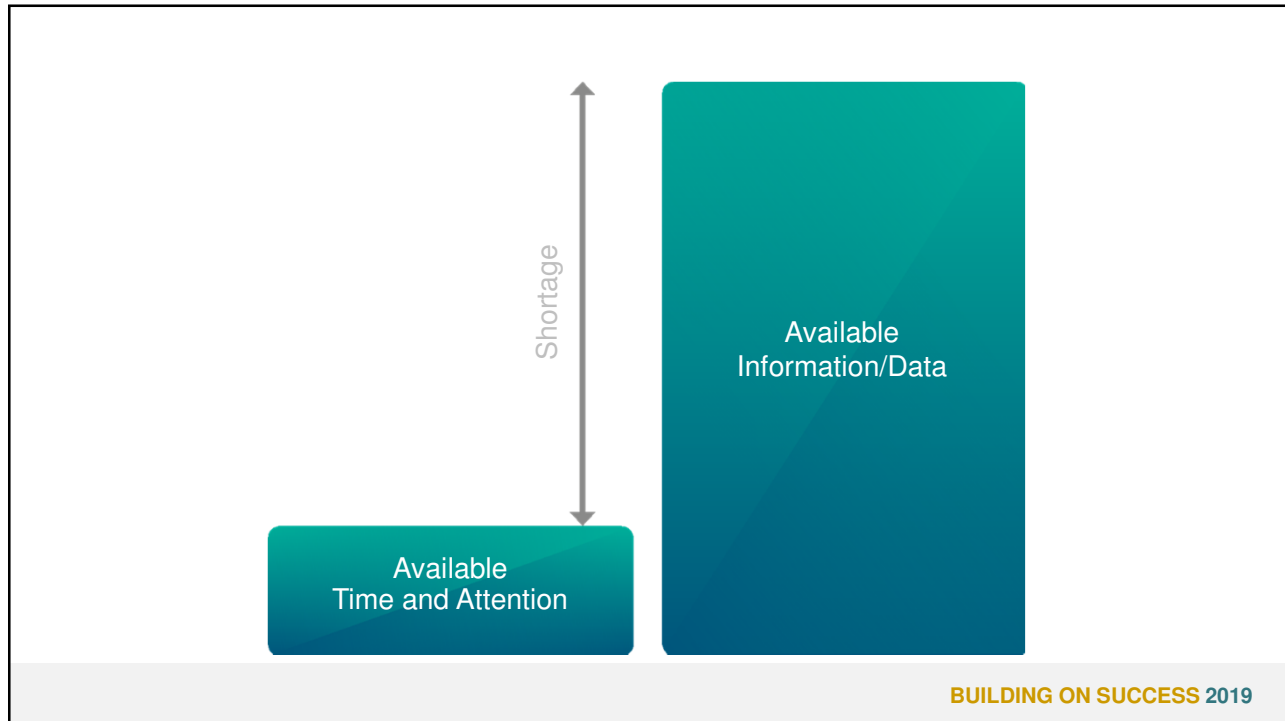 Shortage
Available
Information/Data
Available
Time and Attention
BUILDING ON SUCCESS 2019